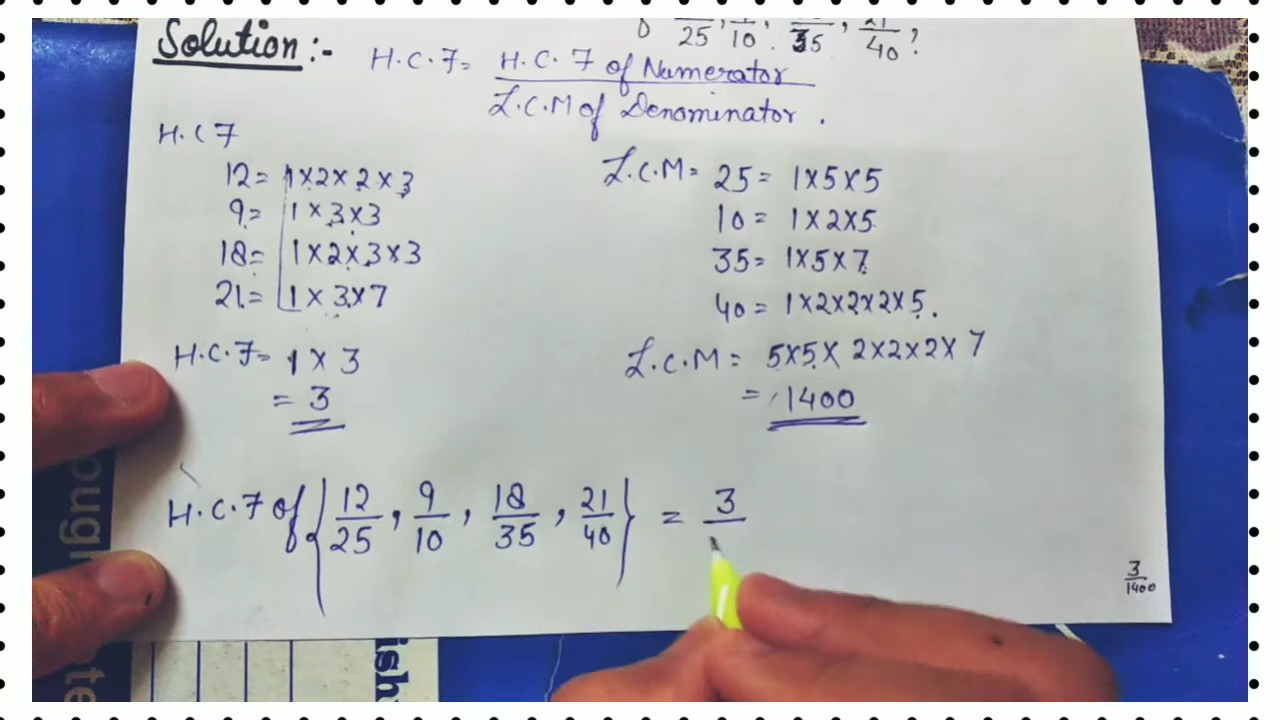 25 , 10 . 35 , 40 ?
Solution :-
H.C.F= H.C.F of Numerator
L.C.M of Denominator .
H.C F
12= 1×2×2×3
9= 1×3×3
18= 1×2×3×3
21= 1×3×7
H.C.F= 1×3
= 3
L.C.M= 25= 1×5×5
10= 1×2×5
35= 1×5×7
40= 1×2×2×2×5.
L.C.M= 5×5×2×2×2×7
= 1400
H.C.F of { 12/25 , 9/10 , 18/35 , 21/40 } = 3
3/1400
ough
te
ish